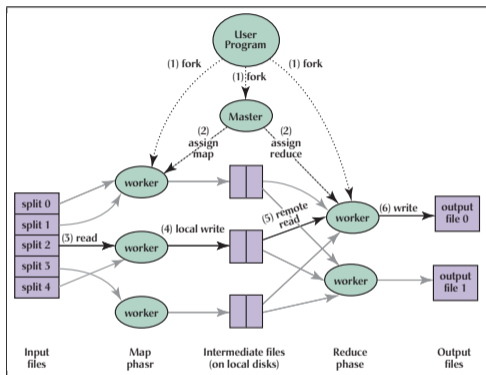 User
Program
(1) fork
(1) fork
(1) fork
Master
(2)
assign
map
(2)
assign
reduce
worker
split 0
split 1
split 2
split 3
split 4
(3) read
worker
(4) local write
(5) remote
read
worker
(6) write
output
file 0
worker
output
file 1
worker
Input
files
Map
phasr
Intermediate files
(on local disks)
Reduce
phase
Output
files